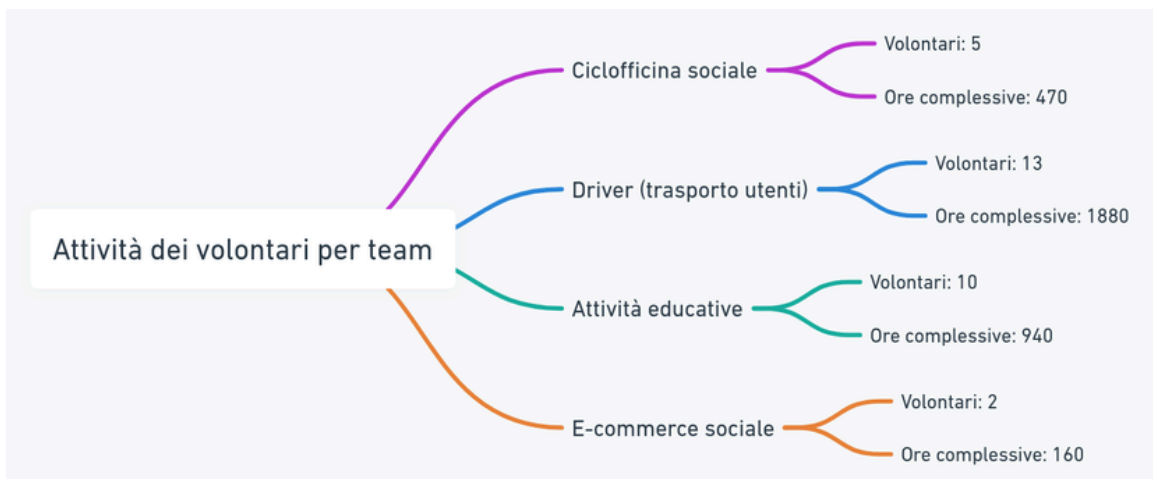 Attività dei volontari per team
Ciclofficina sociale
Volontari: 5
Ore complessive: 470
Driver (trasporto utenti)
Volontari: 13
Ore complessive: 1880
Attività educative
Volontari: 10
Ore complessive: 940
E-commerce sociale
Volontari: 2
Ore complessive: 160